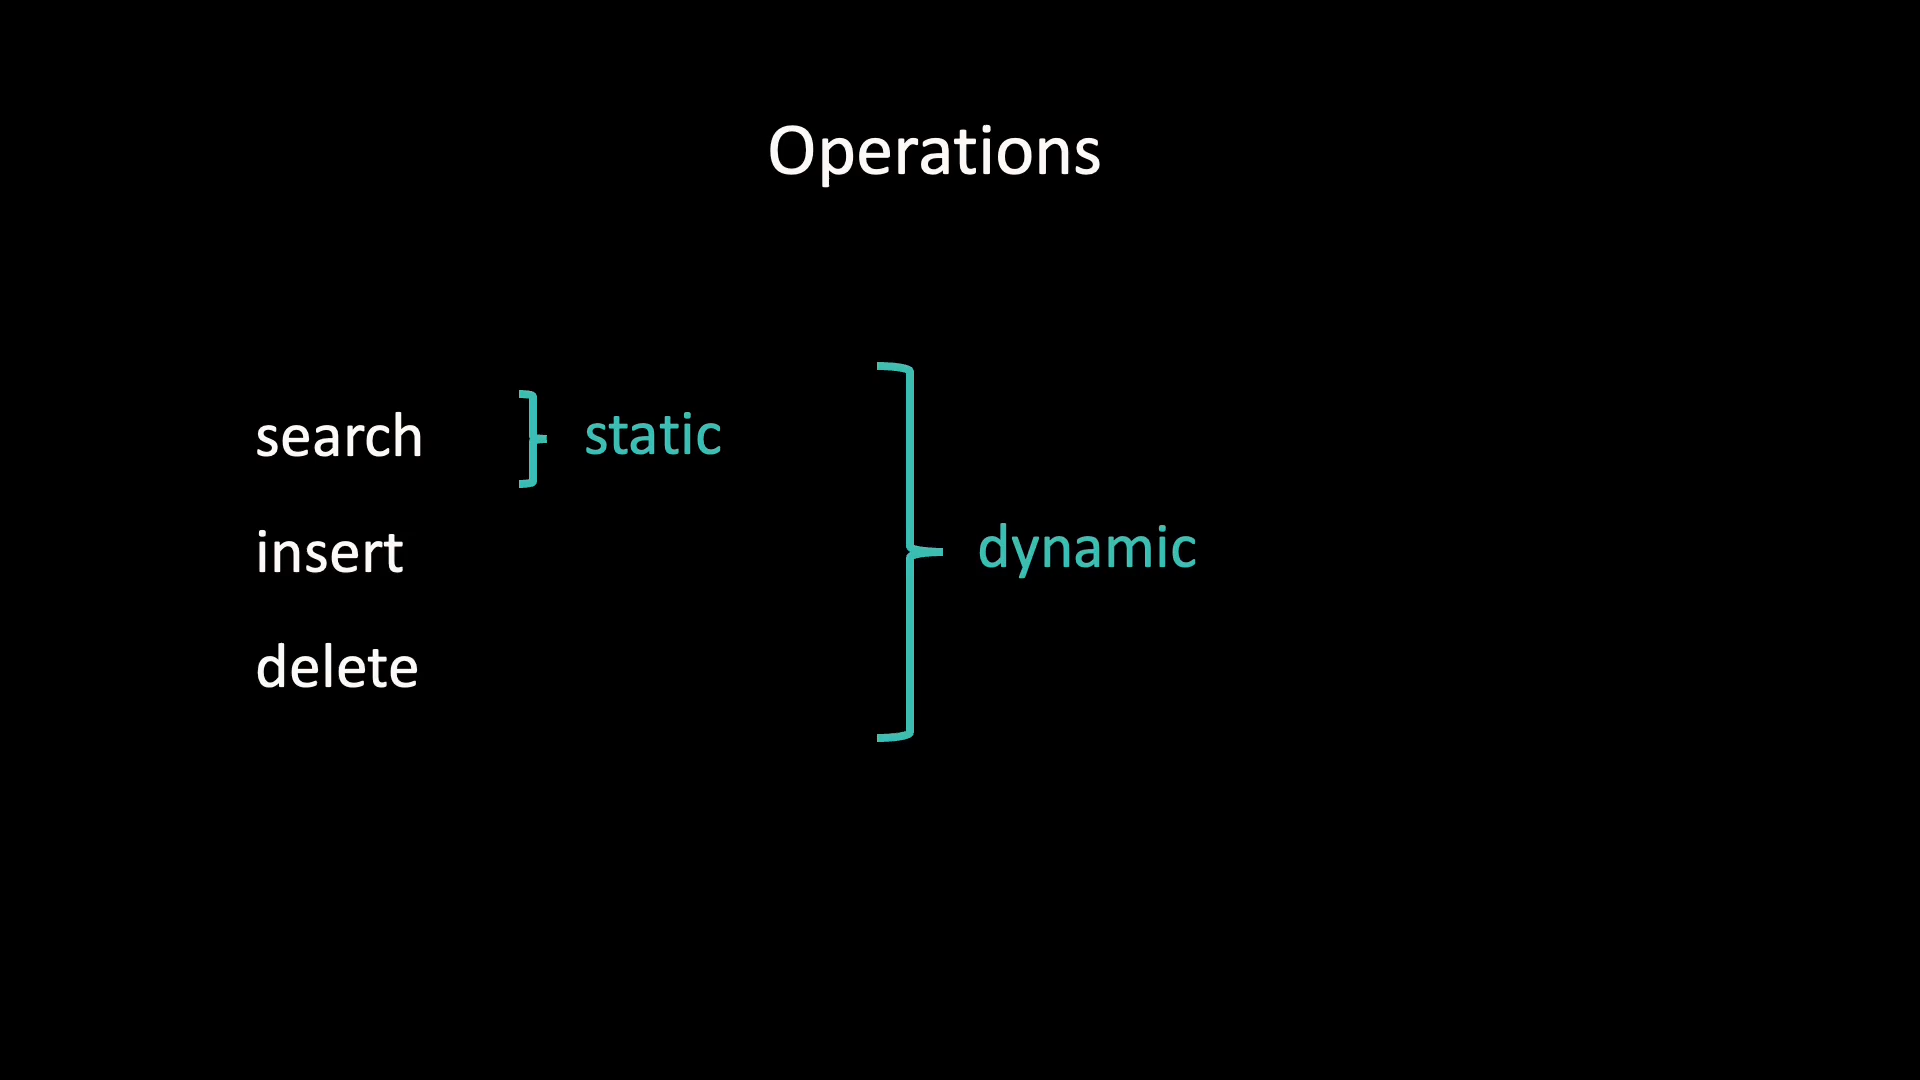 Operations
search static
insert
dynamic
delete